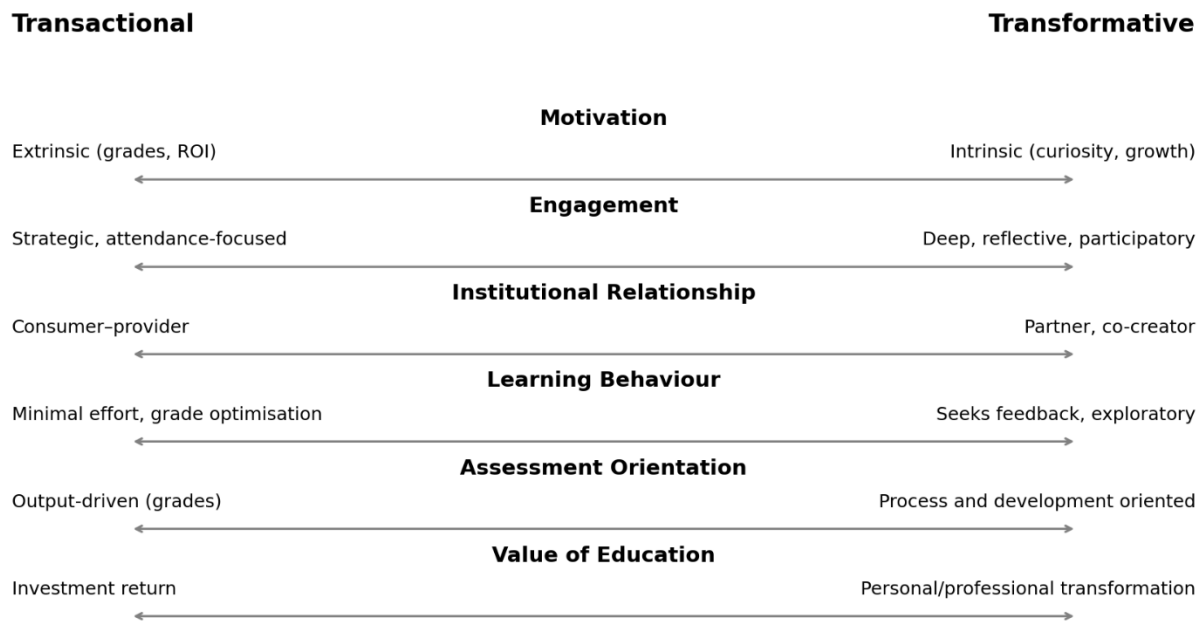 Transactional Transformative
Motivation
Extrinsic (grades, ROI) Intrinsic (curiosity, growth)
Engagement
Strategic, attendance-focused Deep, reflective, participatory
Institutional Relationship
Consumer–provider Partner, co-creator
Learning Behaviour
Minimal effort, grade optimisation Seeks feedback, exploratory
Assessment Orientation
Output-driven (grades) Process and development oriented
Value of Education
Investment return Personal/professional transformation